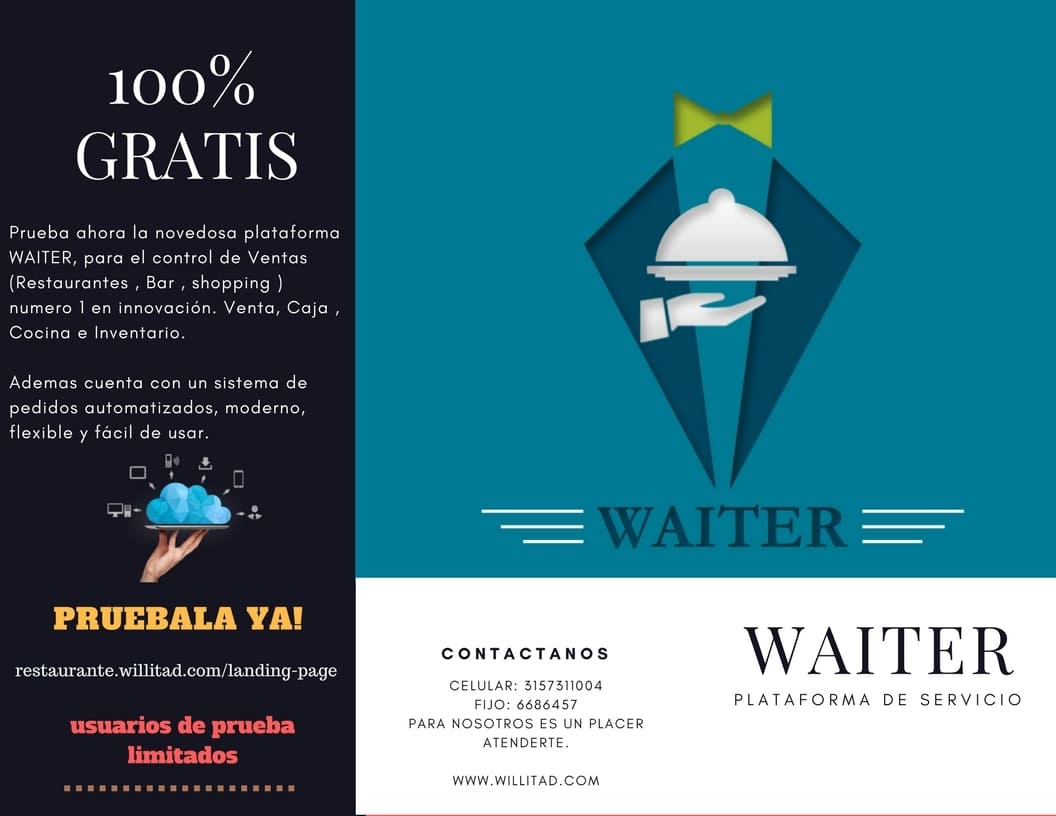 100%
GRATIS
Prueba ahora la novedosa plataforma
WAITER, para el control de Ventas
(Restaurantes , Bar , shopping )
numero 1 en innovación. Venta, Caja ,
Cocina e Inventario.
Ademas cuenta con un sistema de
pedidos automatizados, moderno,
flexible y fácil de usar.
PRUEBALA YA!
restaurante.willitad.com/landing-page
usuarios de prueba
limitados
WAITER
CONTACTANOS
CELULAR: 3157311004
FIJO: 6686457
PARA NOSOTROS ES UN PLACER
ATENDERTE.
WWW.WILLITAD.COM
WAITER
PLATAFORMA DE SERVICIO